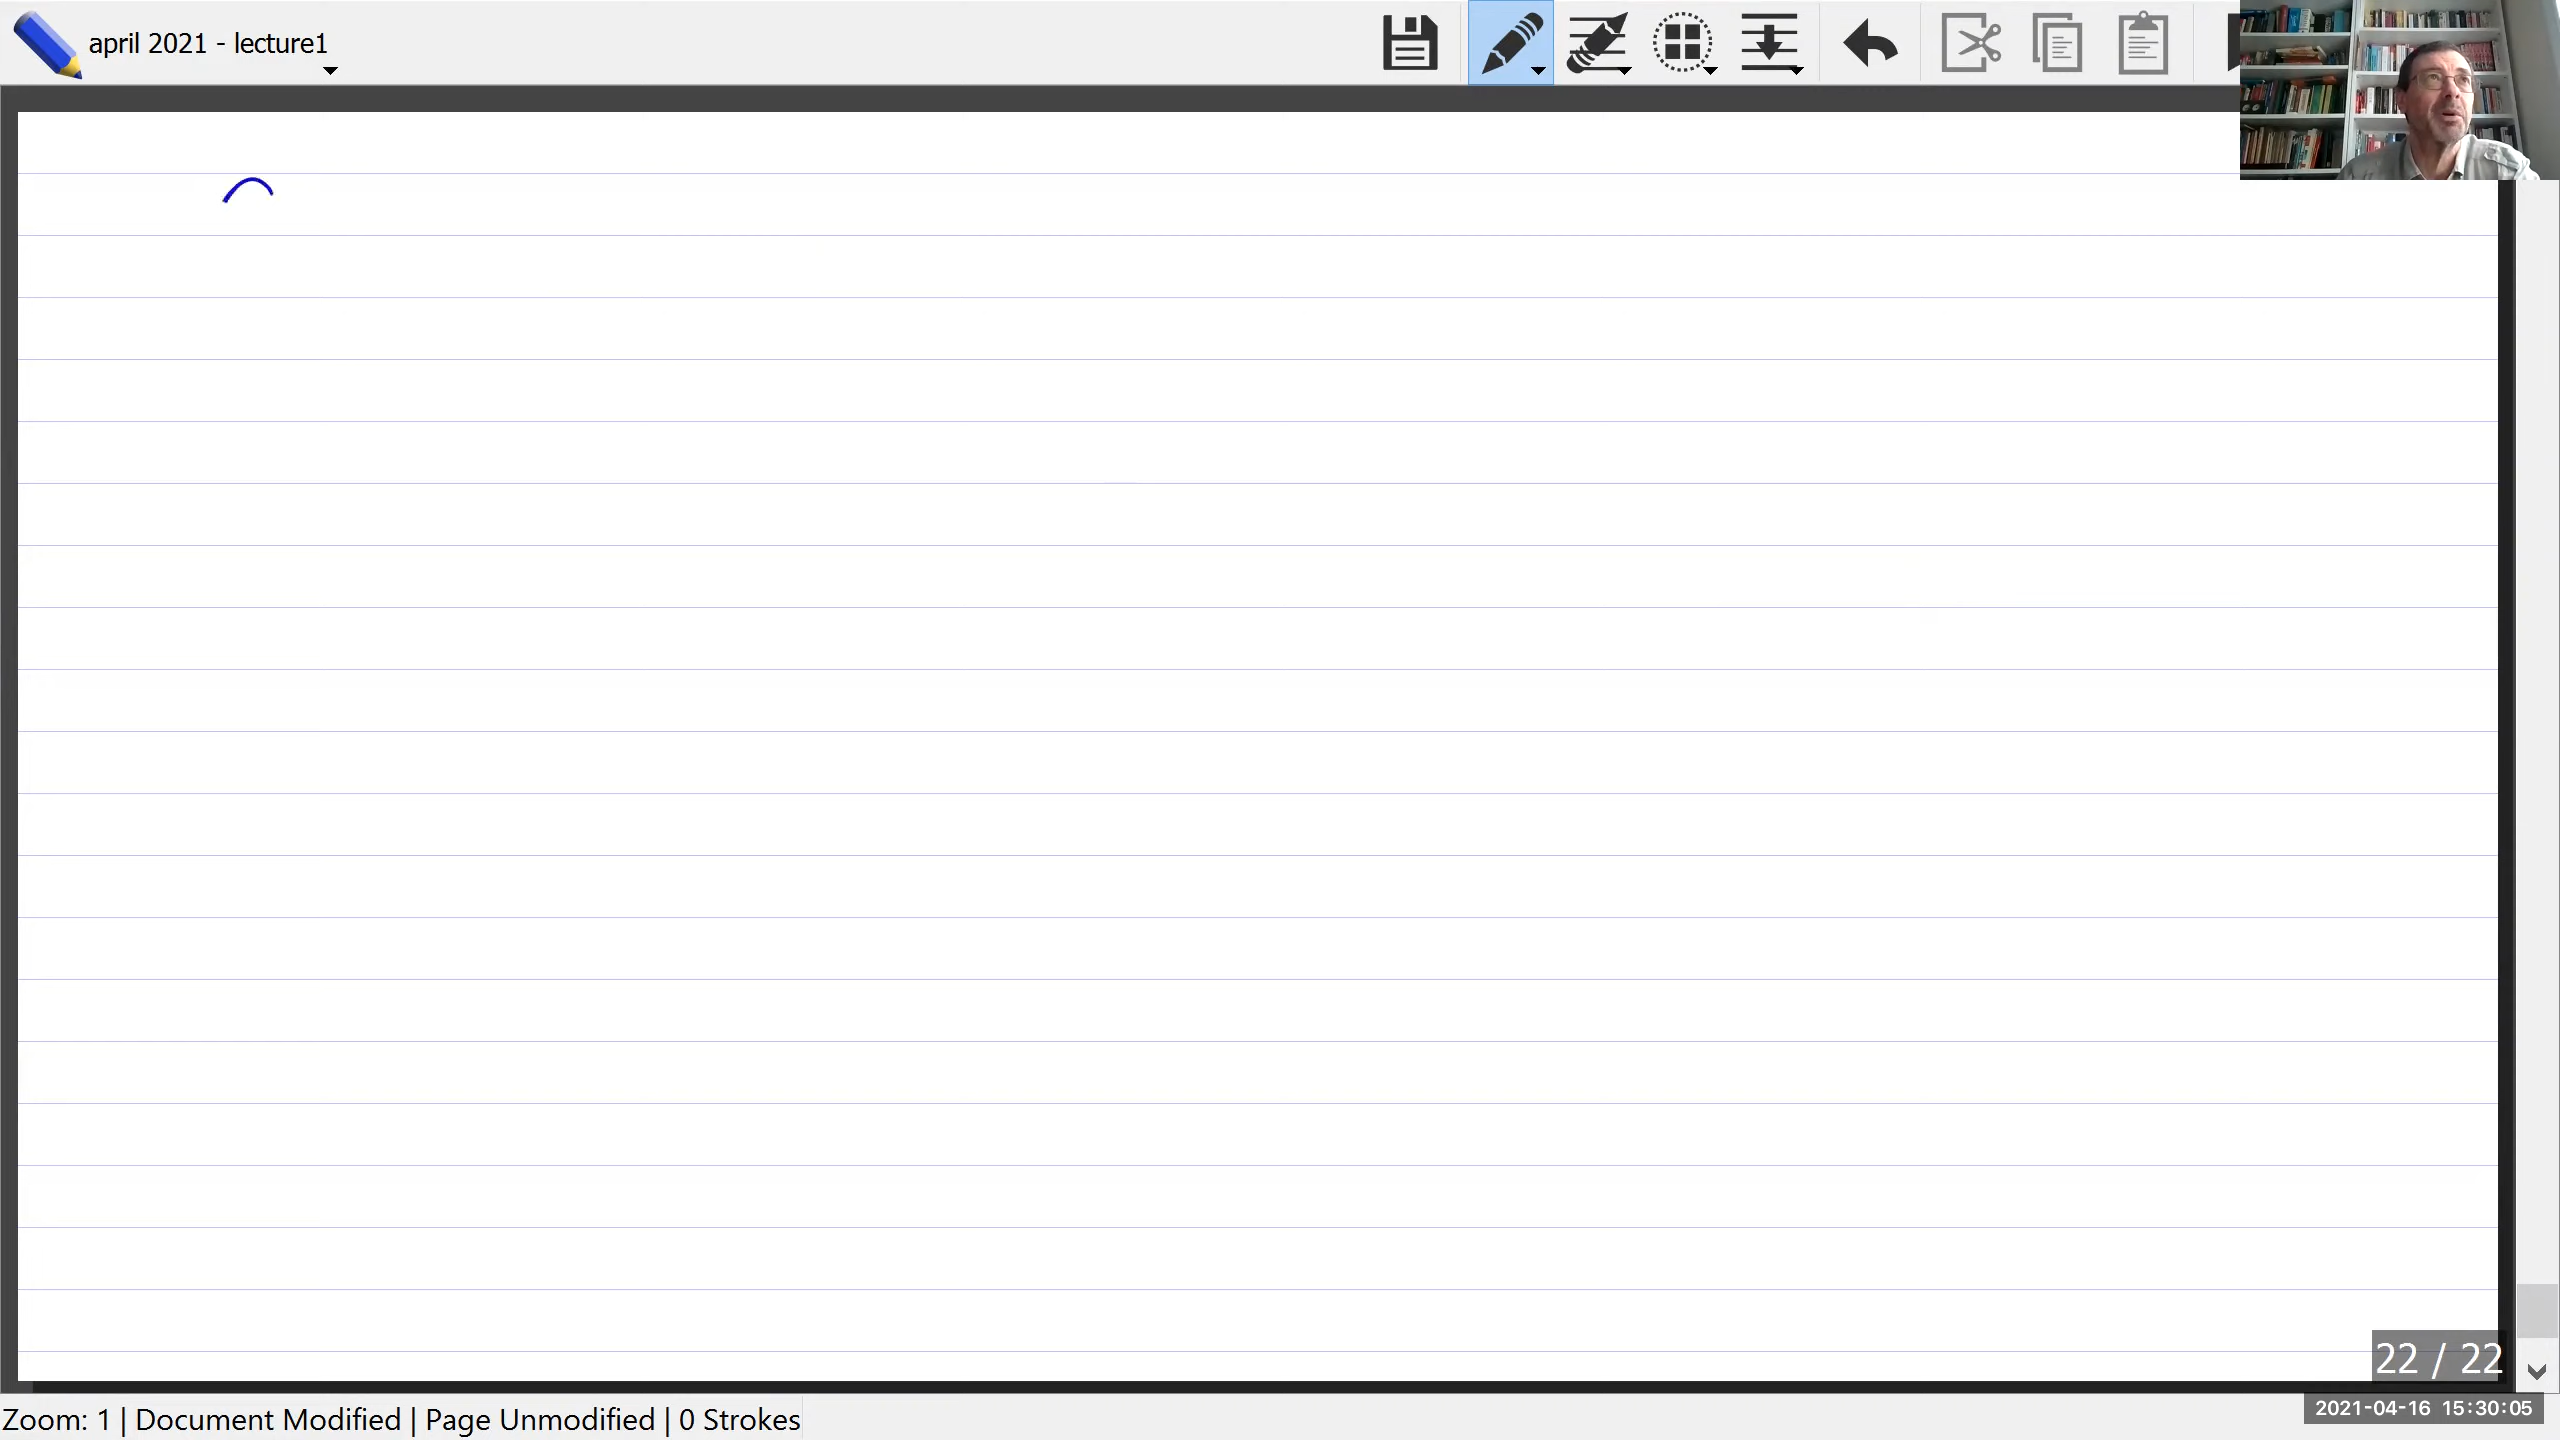 april 2021 - lecture1
22 / 22
Zoom: 1 | Document Modified | Page Unmodified | 0 Strokes
2021-04-16 15:30:05